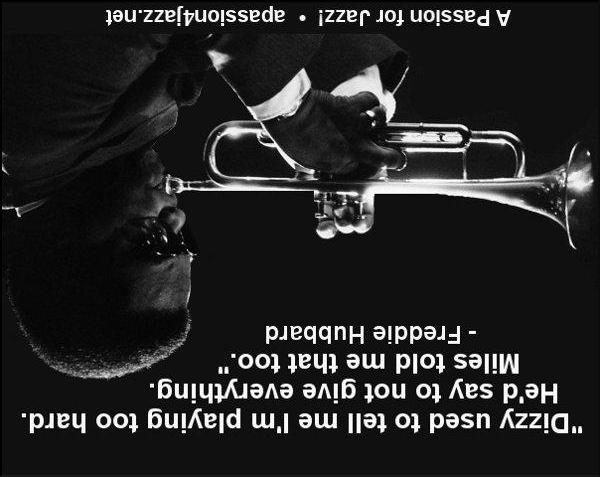 "Dizzy used to tell me I'm playing too hard.
He'd say to not give everything.
Miles told me that too."
- Freddie Hubbard
A Passion for Jazz! • apassion4jazz.net